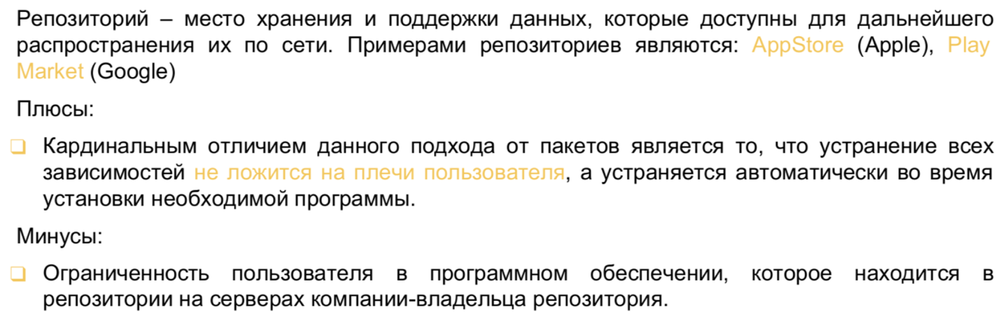 Репозиторий – место хранения и поддержки данных, которые доступны для дальнейшего
распространения их по сети. Примерами репозиториев являются: AppStore (Apple), Play
Market (Google)
Плюсы:
Кардинальным отличием данного подхода от пакетов является то, что устранение всех
зависимостей не ложится на плечи пользователя, а устраняется автоматически во время
установки необходимой программы.
Минусы:
Ограниченность пользователя в программном обеспечении, которое находится в
репозитории на серверах компании-владельца репозитория.